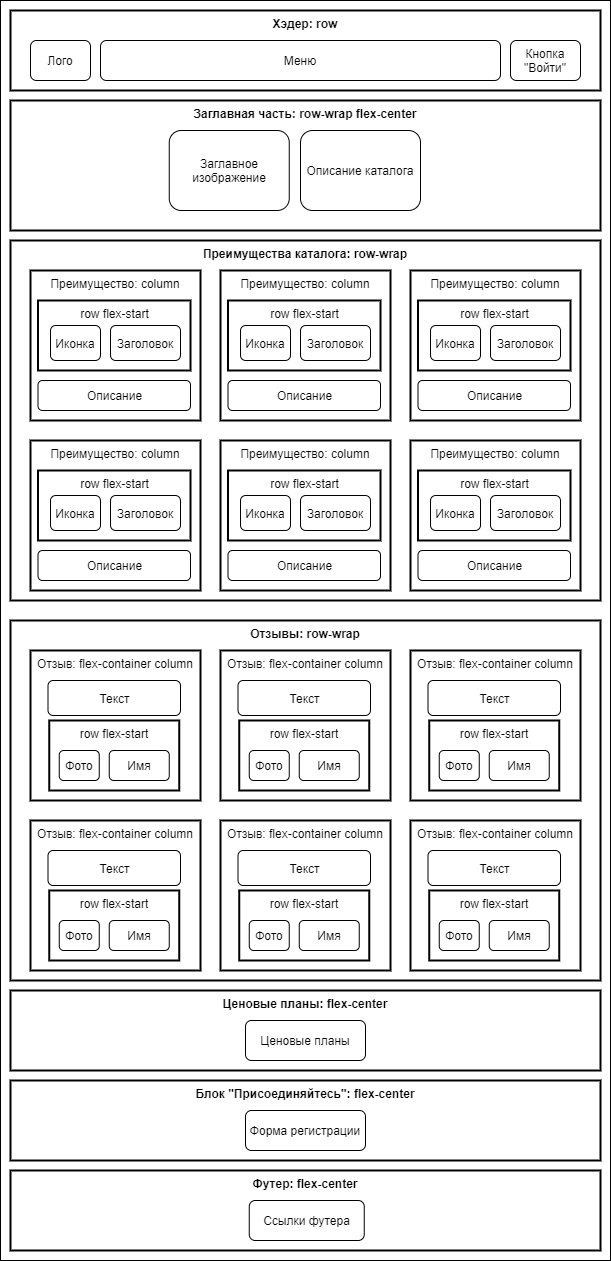 Хэдер: row
Лого
Меню
Кнопка
"Войти"
Заглавная часть: row-wrap flex-center
Заглавное
изображение
Описание каталога
Преимущества каталога: row-wrap
Преимущество: column
Преимущество: column
Преимущество: column
row flex-start
row flex-start
row flex-start
Иконка
Заголовок
Иконка
Заголовок
Иконка
Заголовок
Описание
Описание
Описание
Преимущество: column
Преимущество: column
Преимущество: column
row flex-start
row flex-start
row flex-start
Иконка
Заголовок
Иконка
Заголовок
Иконка
Заголовок
Описание
Описание
Описание
Отзывы: row-wrap
Отзыв: flex-container column
Отзыв: flex-container column
Отзыв: flex-container column
Текст
Текст
Текст
row flex-start
row flex-start
row flex-start
Фото
Имя
Фото
Имя
Фото
Имя
Отзыв: flex-container column
Отзыв: flex-container column
Отзыв: flex-container column
Текст
Текст
Текст
row flex-start
row flex-start
row flex-start
Фото
Имя
Фото
Имя
Фото
Имя
Ценовые планы: flex-center
Ценовые планы
Блок "Присоединяйтесь": flex-center
Форма регистрации
Футер: flex-center
Ссылки футера